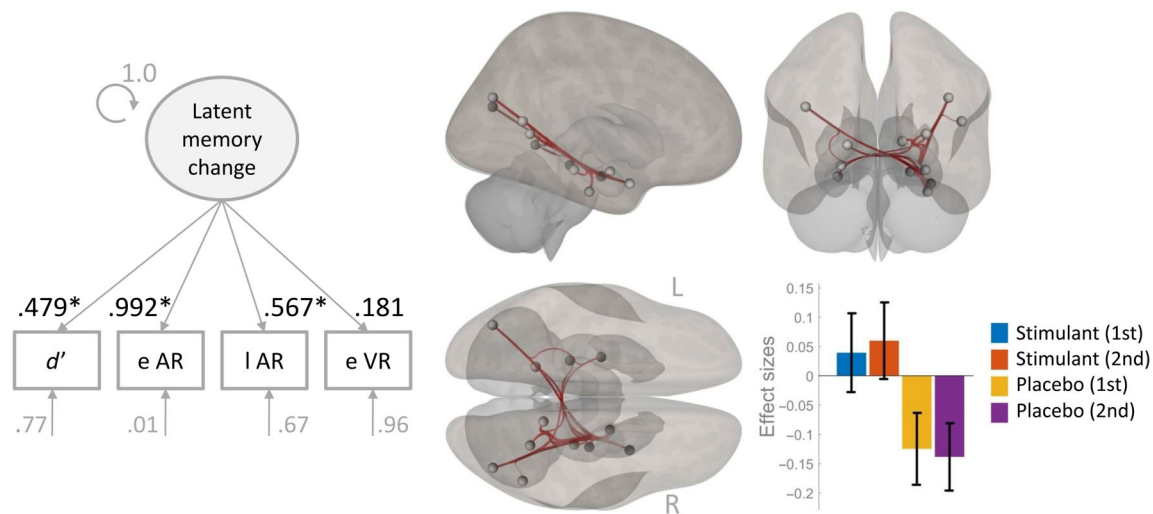 1.0
Latent
memory
change
.479* .992* .567* .181
d' e AR l AR e VR
.77 .01 .67 .96
L
R
Effect sizes
0.15
0.1
0.05
0
−0.05
−0.1
−0.15
−0.2
Stimulant (1st)
Stimulant (2nd)
Placebo (1st)
Placebo (2nd)